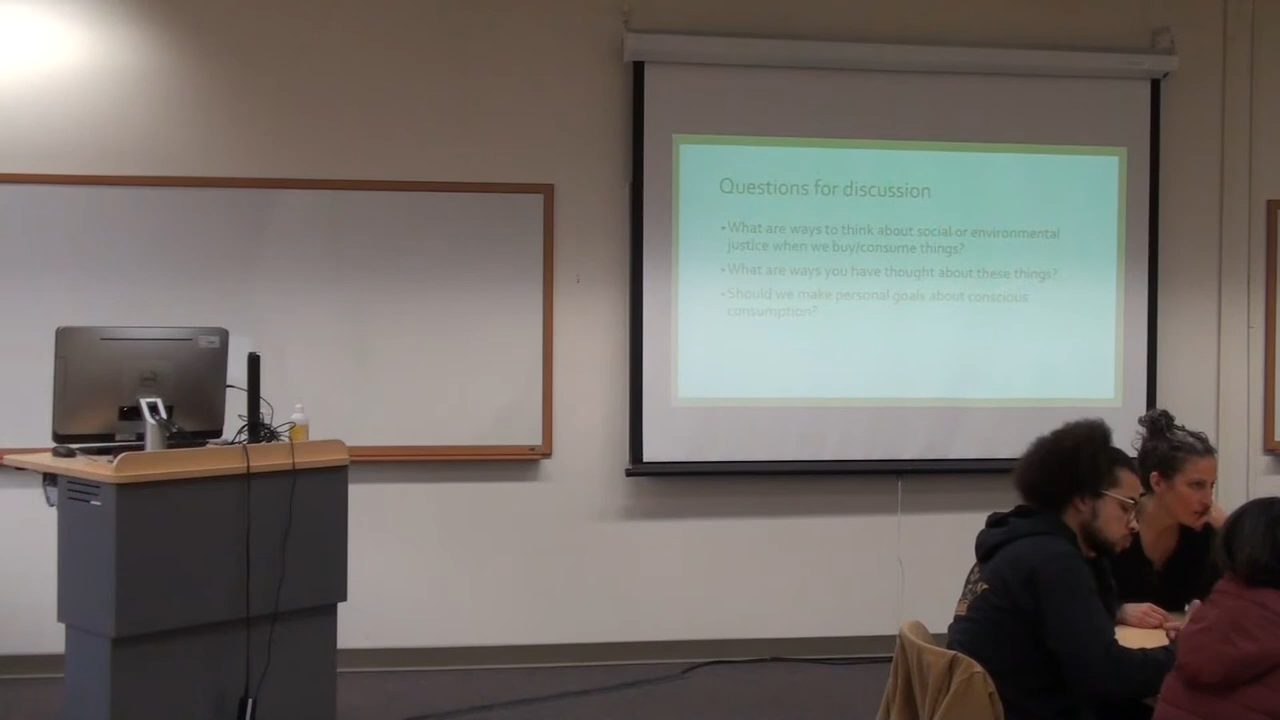 Questions for discussion
• What are ways to think about social or environmental
justice when we buy/consume things?
• What are ways you have thought about these things?
• Should we make personal goals about conscious
consumption?